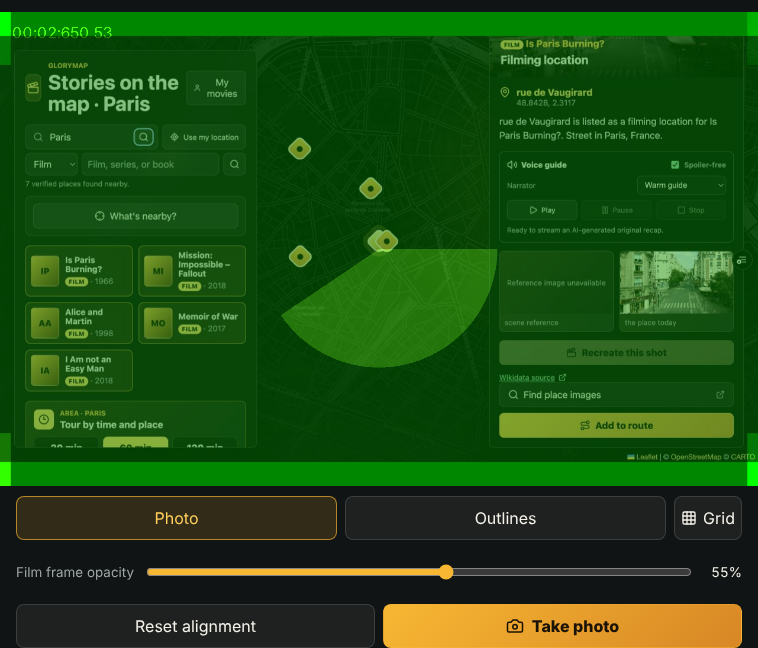 00:02:650 53
GLORYMAP
Stories on the
map · Paris
My
movies
Paris
Use my location
Film
Film, series, or book
7 verified places found nearby.
What's nearby?
IP
Is Paris
Burning?
FILM · 1966
MI
Mission:
Impossible –
Fallout
FILM · 2018
AA
Alice and
Martin
FILM · 1998
MO
Memoir of War
FILM · 2017
IA
I Am not an
Easy Man
FILM · 2018
AREA · PARIS
Tour by time and place
FILM Is Paris Burning?
Filming location
rue de Vaugirard
48.8428, 2.3117
rue de Vaugirard is listed as a filming location for Is
Paris Burning?. Street in Paris, France.
Voice guide
Spoiler-free
Narrator
Warm guide
Play
Pause
Stop
Ready to stream an AI-generated original recap.
Reference image unavailable
scene reference
the place today
Recreate this shot
Wikidata source
Find place images
Add to route
Leaflet | © OpenStreetMap © CARTO
Photo
Outlines
Grid
Film frame opacity
55%
Reset alignment
Take photo